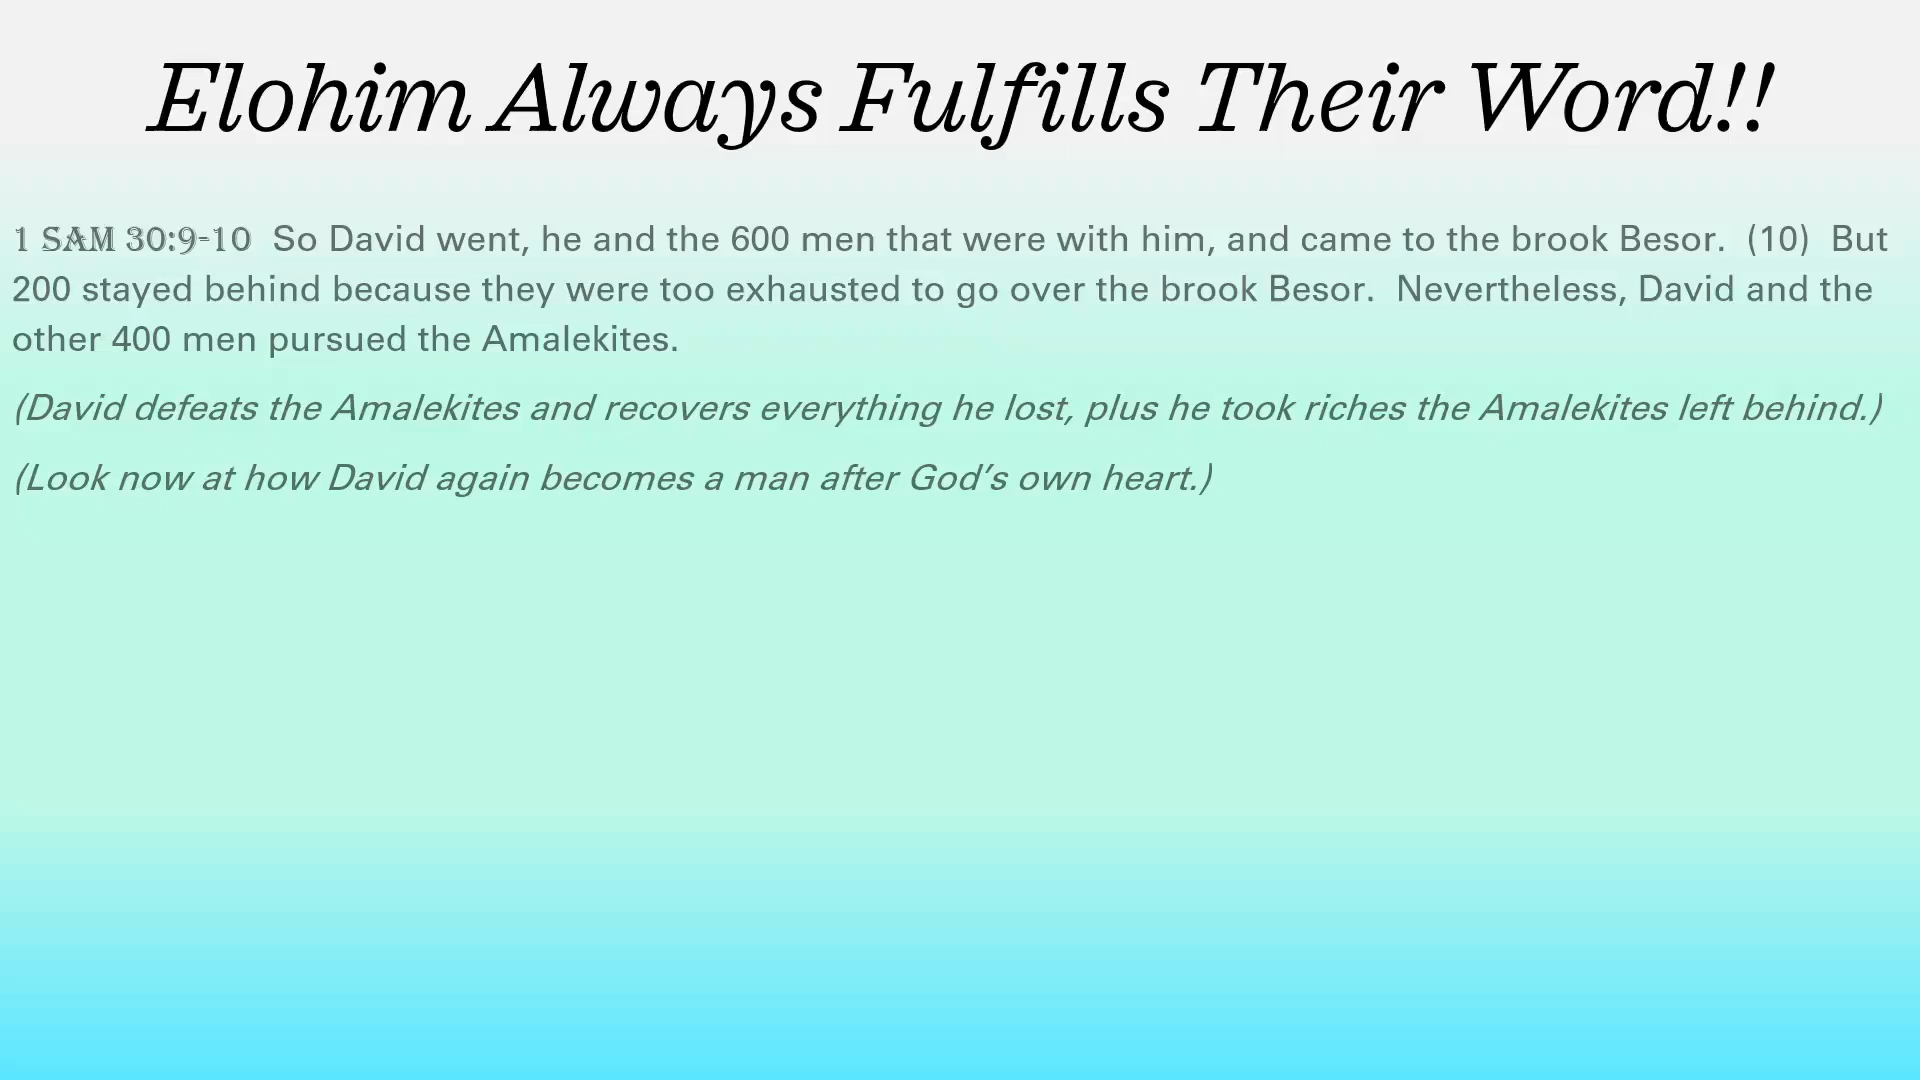 Elohim Always Fulfills Their Word!!
1 SAM 30:9-10 So David went, he and the 600 men that were with him, and came to the brook Besor. (10) But
200 stayed behind because they were too exhausted to go over the brook Besor. Nevertheless, David and the
other 400 men pursued the Amalekites.
(David defeats the Amalekites and recovers everything he lost, plus he took riches the Amalekites left behind.)
(Look now at how David again becomes a man after God’s own heart.)